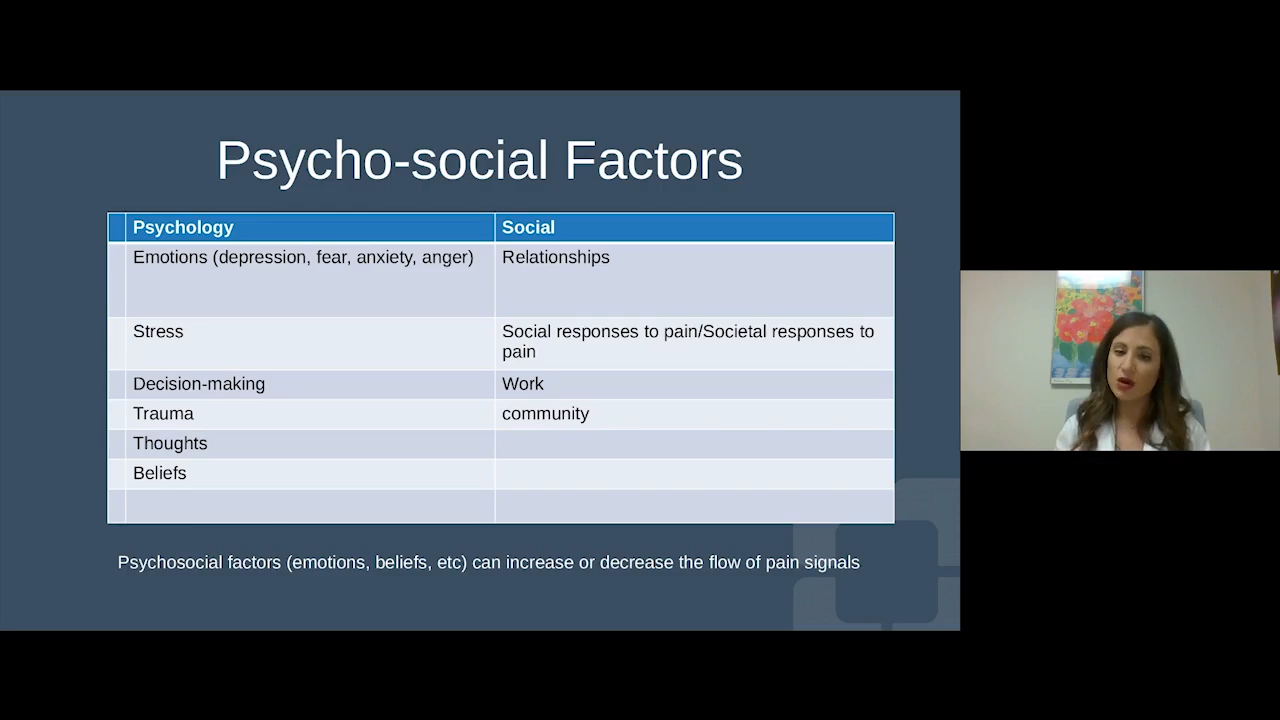 Psycho-social Factors
Psychology Social
Emotions (depression, fear, anxiety, anger) Relationships
Stress Social responses to pain/Societal responses to
pain
Decision-making Work
Trauma community
Thoughts
Beliefs
Psychosocial factors (emotions, beliefs, etc) can increase or decrease the flow of pain signals